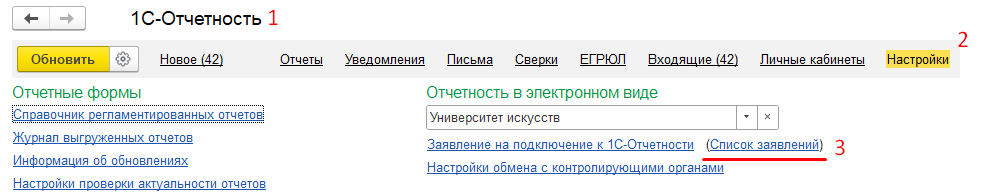 1С-Отчетность 1
2
Обновить Новое (42) Отчеты Уведомления Письма Сверки ЕГРЮЛ Входящие (42) Личные кабинеты Настройки
Отчетные формы Отчетность в электронном виде
Справочник регламентированных отчетов Университет искусств
Журнал выгруженных отчетов Заявление на подключение к 1С-Отчетности (Список заявлений) 3
Информация об обновлениях Настройки обмена с контролирующими органами
Настройки проверки актуальности отчетов